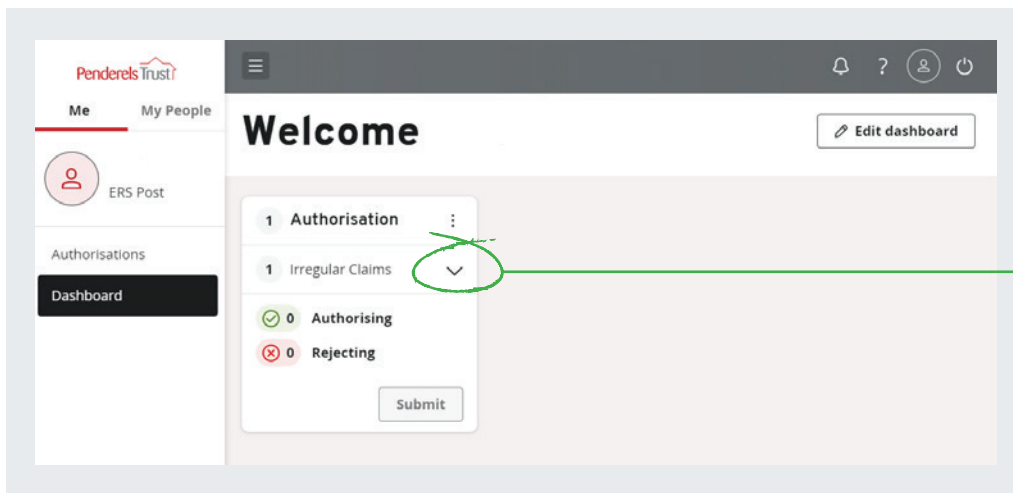 Penderels Trust
Me My People
ERS Post
Authorisations
Dashboard
?
Welcome
Edit dashboard
1 Authorisation
1 Irregular Claims
0 Authorising
0 Rejecting
Submit